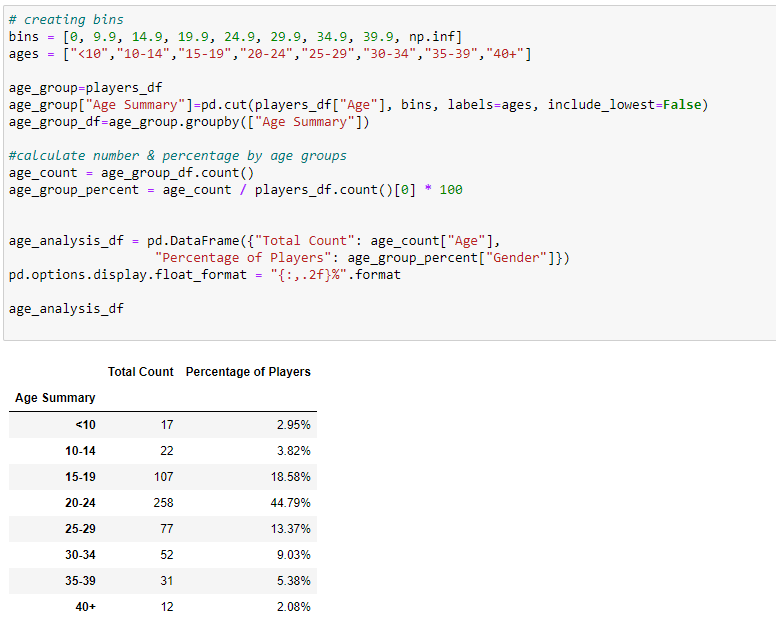 # creating bins
bins = [0, 9.9, 14.9, 19.9, 24.9, 29.9, 34.9, 39.9, np.inf]
ages = ["<10","10-14","15-19","20-24","25-29","30-34","35-39","40+"]
age_group=players_df
age_group["Age Summary"]=pd.cut(players_df["Age"], bins, labels=ages, include_lowest=False)
age_group_df=age_group.groupby(["Age Summary"])
#calculate number & percentage by age groups
age_count = age_group_df.count()
age_group_percent = age_count / players_df.count()[0] * 100
age_analysis_df = pd.DataFrame({"Total Count": age_count["Age"],
"Percentage of Players": age_group_percent["Gender"]})
pd.options.display.float_format = "{:,.2f}%".format
age_analysis_df
Total Count Percentage of Players
Age Summary
<10 17 2.95%
10-14 22 3.82%
15-19 107 18.58%
20-24 258 44.79%
25-29 77 13.37%
30-34 52 9.03%
35-39 31 5.38%
40+ 12 2.08%